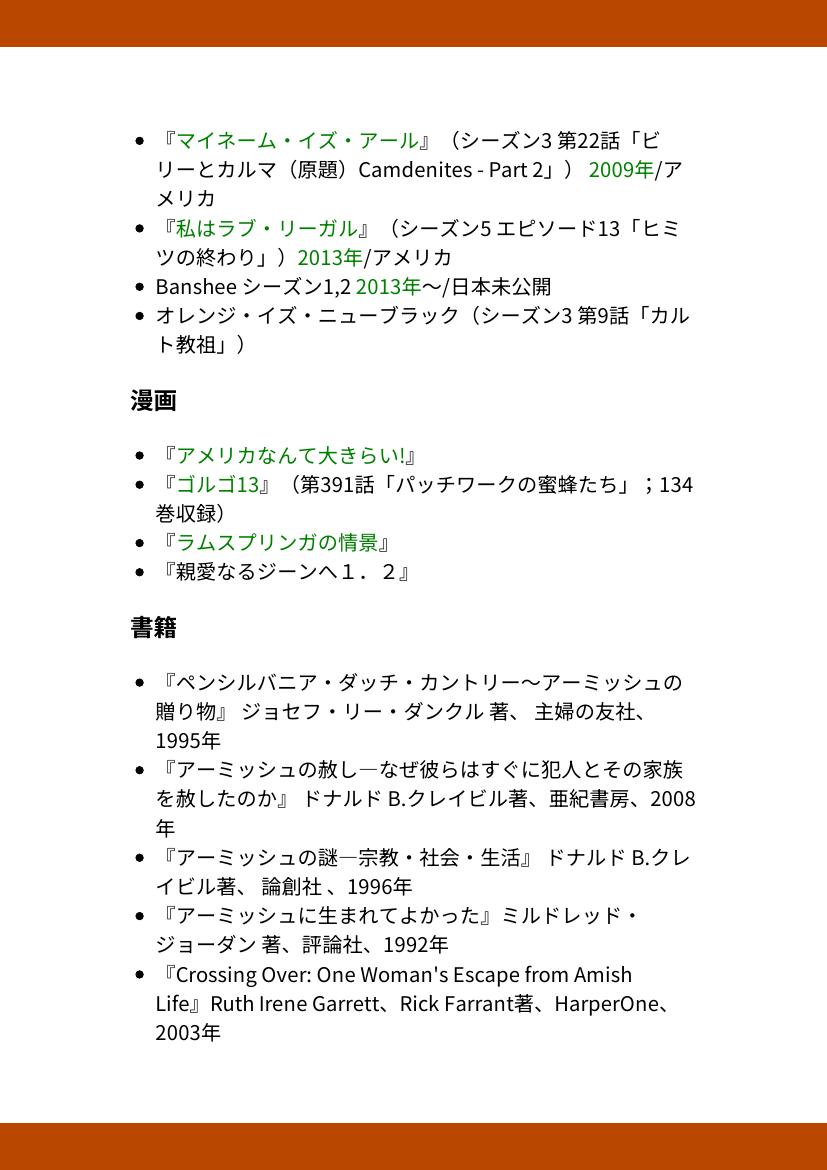 • 『マイネーム・イズ・アール』（シーズン3 第22話「ビ
リーとカルマ（原題）Camdenites - Part 2」） 2009年/ア
メリカ
• 『私はラブ・リーガル』（シーズン5 エピソード13「ヒミ
ツの終わり」）2013年/アメリカ
• Banshee シーズン1,2 2013年〜/日本未公開
• オレンジ・イズ・ニューブラック（シーズン3 第9話「カル
ト教祖」）
漫画
• 『アメリカなんて大きらい!』
• 『ゴルゴ13』（第391話「パッチワークの蜜蜂たち」；134
巻収録）
• 『ラムスプリンガの情景』
• 『親愛なるジーンへ１．２』
書籍
• 『ペンシルバニア・ダッチ・カントリー〜アーミッシュの
贈り物』 ジョセフ・リー・ダンクル 著、 主婦の友社、
1995年
• 『アーミッシュの赦し―なぜ彼らはすぐに犯人とその家族
を赦したのか』 ドナルド B.クレイビル著、亜紀書房、2008
年
• 『アーミッシュの謎―宗教・社会・生活』 ドナルド B.クレ
イビル著、 論創社 、1996年
• 『アーミッシュに生まれてよかった』ミルドレッド・
ジョーダン 著、評論社、1992年
• 『Crossing Over: One Woman's Escape from Amish
Life』Ruth Irene Garrett、Rick Farrant著、HarperOne、
2003年